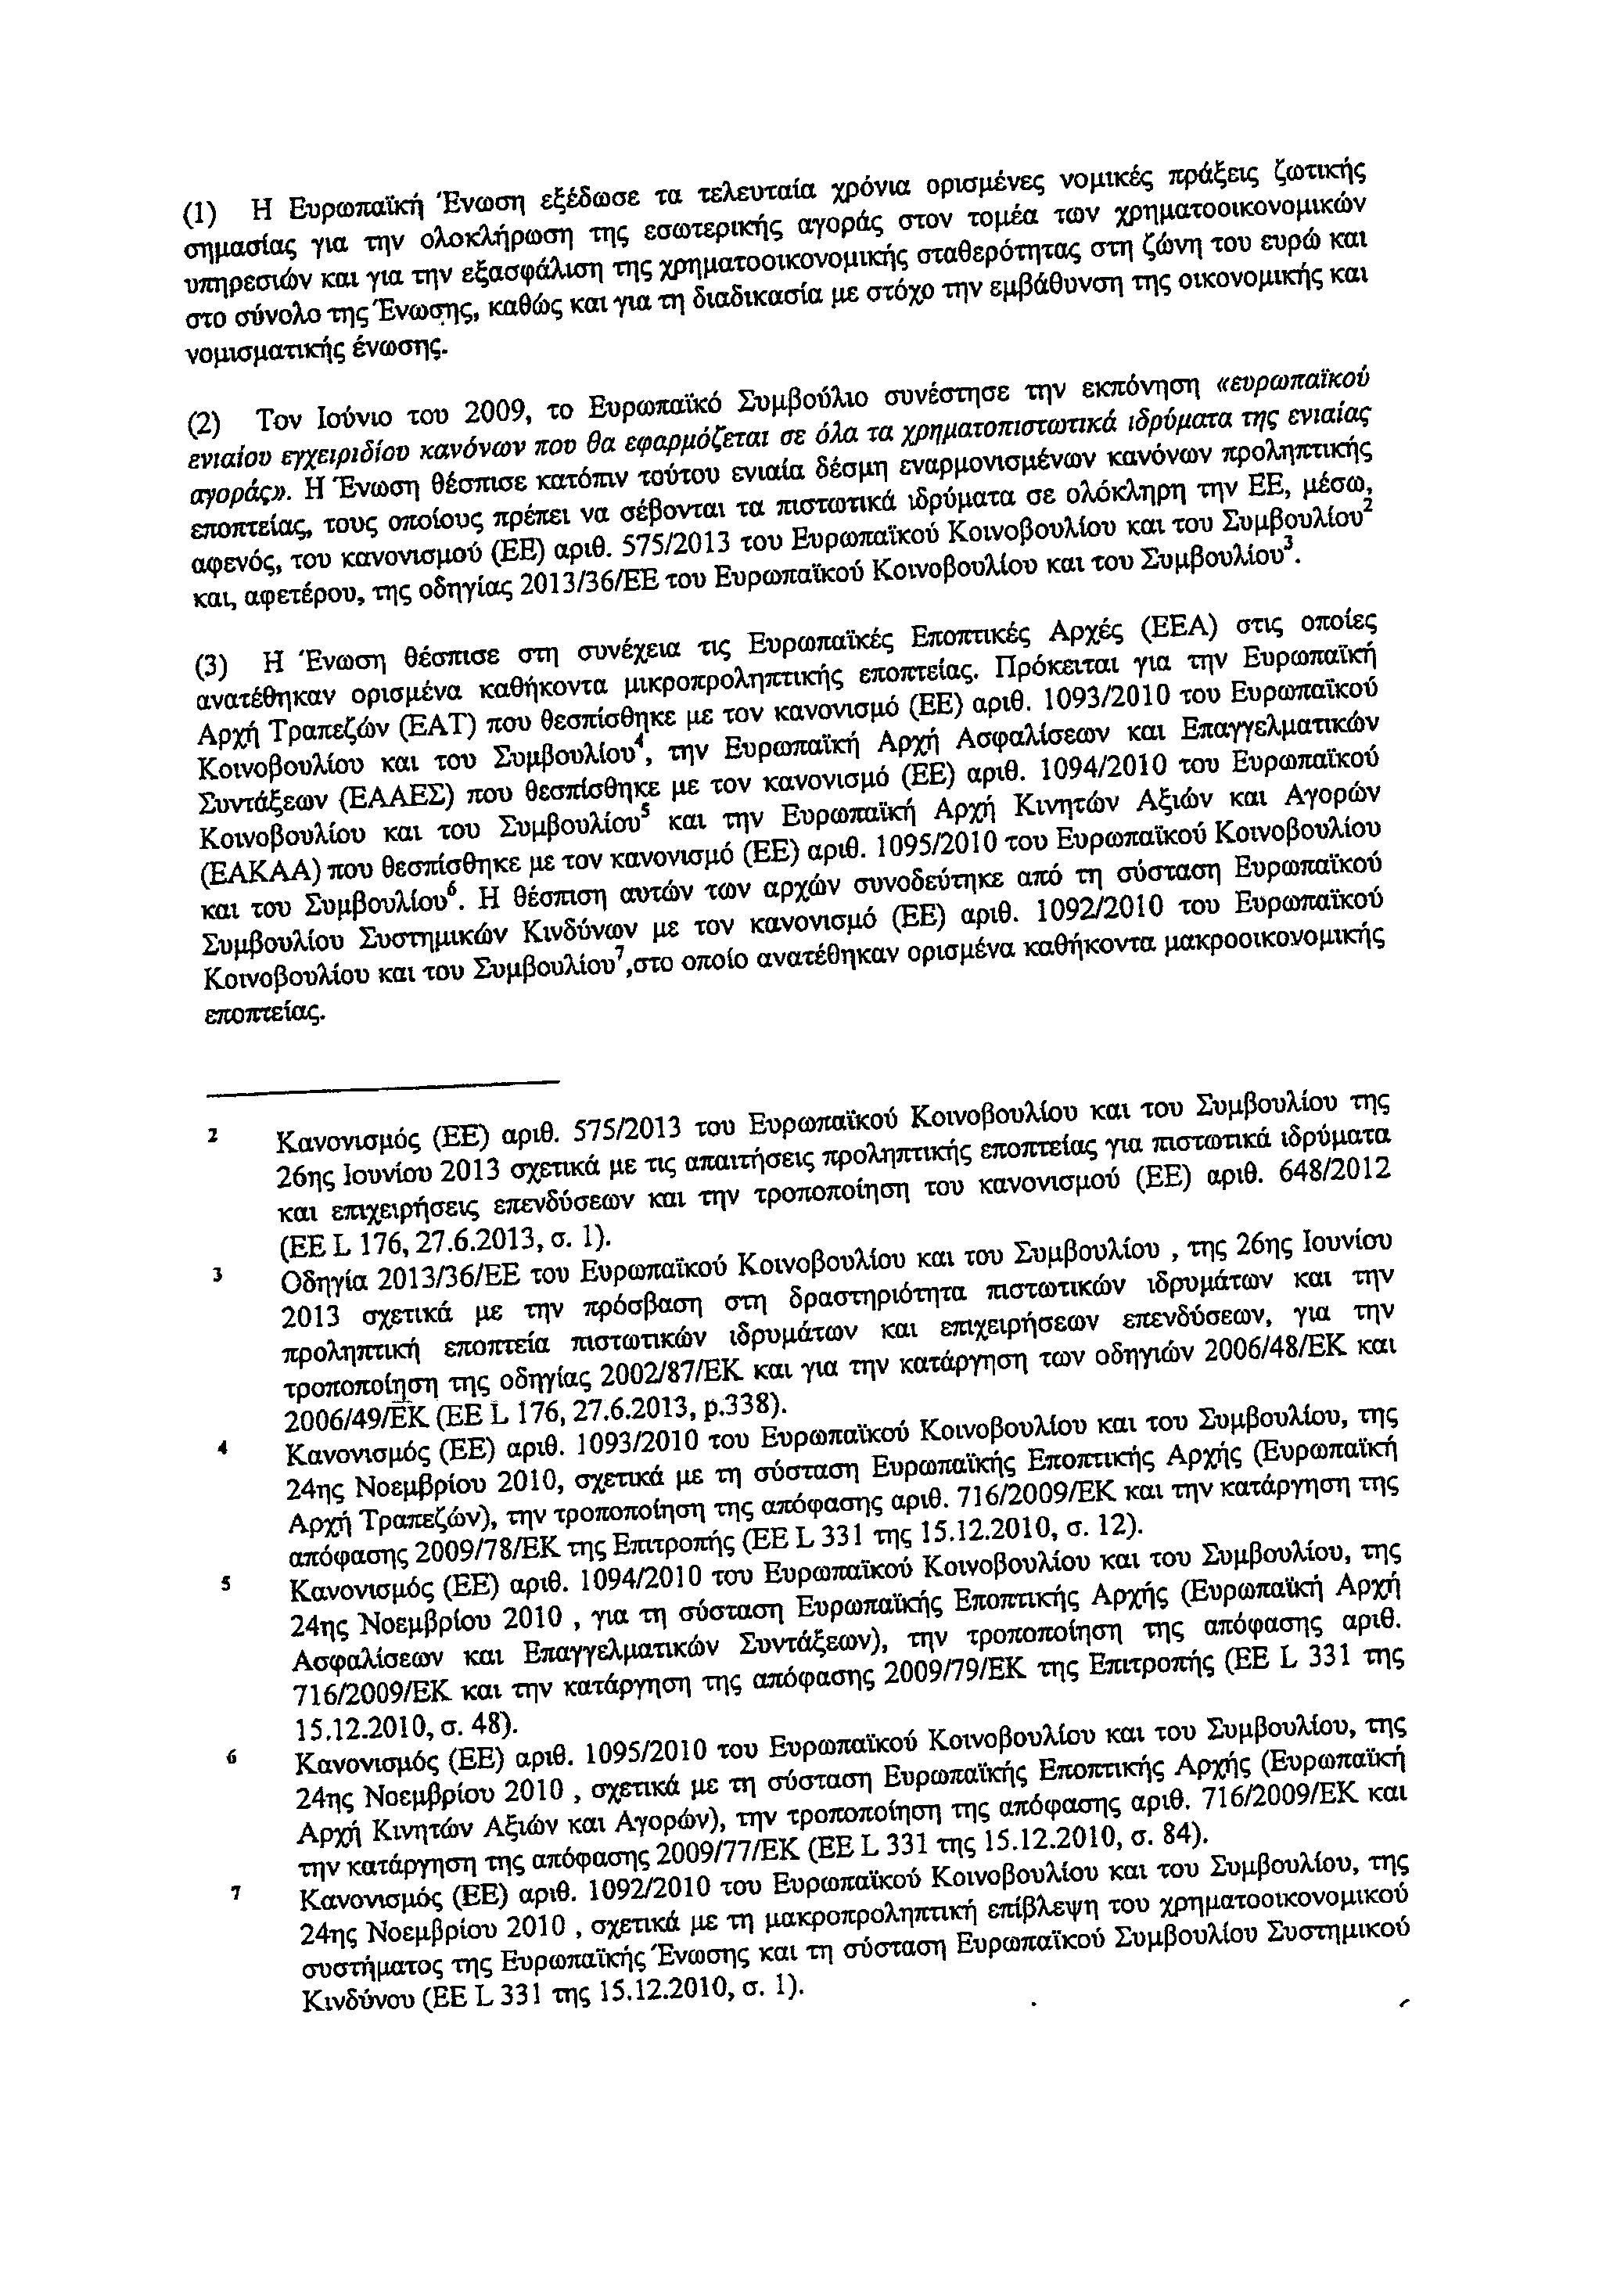 (1) Η Ευρωπαϊκή Ένωση εξέδωσε τα τελευταία χρόνια ορισμένες νομικές πράξεις ζωτικής
σημασίας για την ολοκλήρωση της εσωτερικής αγοράς στον τομέα των χρηματοοικονομικών
υπηρεσιών και για την εξασφάλιση της χρηματοοικονομικής σταθερότητας στη ζώνη του ευρώ και
στο σύνολο της Ένωσης, καθώς και για τη διαδικασία με στόχο την εμβάθυνση της οικονομικής και
νομισματικής ένωσης.
(2) Τον Ιούνιο του 2009, το Ευρωπαϊκό Συμβούλιο συνέστησε την εκπόνηση «ευρωπαϊκού
ενιαίου εγχειριδίου κανόνων που θα εφαρμόζεται σε όλα τα χρηματοπιστωτικά ιδρύματα της ενιαίας
αγοράς». Η Ένωση θέσπισε κατόπιν τούτου ενιαία δέσμη εναρμονισμένων κανόνων προληπτικής
εποπτείας, τους οποίους πρέπει να σέβονται τα πιστωτικά ιδρύματα σε ολόκληρη την ΕΕ, μέσω,
αφενός, του κανονισμού (ΕΕ) αριθ. 575/2013 του Ευρωπαϊκού Κοινοβουλίου και του Συμβουλίου²
και, αφετέρου, της οδηγίας 2013/36/ΕΕ του Ευρωπαϊκού Κοινοβουλίου και του Συμβουλίου³.
(3) Η Ένωση θέσπισε στη συνέχεια τις Ευρωπαϊκές Εποπτικές Αρχές (ΕΕΑ) στις οποίες
ανατέθηκαν ορισμένα καθήκοντα μικροπροληπτικής εποπτείας. Πρόκειται για την Ευρωπαϊκή
Αρχή Τραπεζών (ΕΑΤ) που θεσπίσθηκε με τον κανονισμό (ΕΕ) αριθ. 1093/2010 του Ευρωπαϊκού
Κοινοβουλίου και του Συμβουλίου⁴, την Ευρωπαϊκή Αρχή Ασφαλίσεων και Επαγγελματικών
Συντάξεων (ΕΑΑΕΣ) που θεσπίσθηκε με τον κανονισμό (ΕΕ) αριθ. 1094/2010 του Ευρωπαϊκού
Κοινοβουλίου και του Συμβουλίου⁵ και την Ευρωπαϊκή Αρχή Κινητών Αξιών και Αγορών
(ΕΑΚΑΑ) που θεσπίσθηκε με τον κανονισμό (ΕΕ) αριθ. 1095/2010 του Ευρωπαϊκού Κοινοβουλίου
και του Συμβουλίου⁶. Η θέσπιση αυτών των αρχών συνοδεύτηκε από τη σύσταση Ευρωπαϊκού
Συμβουλίου Συστημικών Κινδύνων με τον κανονισμό (ΕΕ) αριθ. 1092/2010 του Ευρωπαϊκού
Κοινοβουλίου και του Συμβουλίου⁷,στο οποίο ανατέθηκαν ορισμένα καθήκοντα μακροοικονομικής
εποπτείας.
2 Κανονισμός (ΕΕ) αριθ. 575/2013 του Ευρωπαϊκού Κοινοβουλίου και του Συμβουλίου της
26ης Ιουνίου 2013 σχετικά με τις απαιτήσεις προληπτικής εποπτείας για πιστωτικά ιδρύματα
και επιχειρήσεις επενδύσεων και την τροποποίηση του κανονισμού (ΕΕ) αριθ. 648/2012
(ΕΕ L 176, 27.6.2013, σ. 1).
3 Οδηγία 2013/36/ΕΕ του Ευρωπαϊκού Κοινοβουλίου και του Συμβουλίου , της 26ης Ιουνίου
2013 σχετικά με την πρόσβαση στη δραστηριότητα πιστωτικών ιδρυμάτων και την
προληπτική εποπτεία πιστωτικών ιδρυμάτων και επιχειρήσεων επενδύσεων, για την
τροποποίηση της οδηγίας 2002/87/ΕΚ και για την κατάργηση των οδηγιών 2006/48/ΕΚ και
2006/49/ΕΚ (ΕΕ L 176, 27.6.2013, p.338).
4 Κανονισμός (ΕΕ) αριθ. 1093/2010 του Ευρωπαϊκού Κοινοβουλίου και του Συμβουλίου, της
24ης Νοεμβρίου 2010, σχετικά με τη σύσταση Ευρωπαϊκής Εποπτικής Αρχής (Ευρωπαϊκή
Αρχή Τραπεζών), την τροποποίηση της απόφασης αριθ. 716/2009/ΕΚ και την κατάργηση της
απόφασης 2009/78/ΕΚ της Επιτροπής (ΕΕ L 331 της 15.12.2010, σ. 12).
5 Κανονισμός (ΕΕ) αριθ. 1094/2010 του Ευρωπαϊκού Κοινοβουλίου και του Συμβουλίου, της
24ης Νοεμβρίου 2010 , για τη σύσταση Ευρωπαϊκής Εποπτικής Αρχής (Ευρωπαϊκή Αρχή
Ασφαλίσεων και Επαγγελματικών Συντάξεων), την τροποποίηση της απόφασης αριθ.
716/2009/ΕΚ και την κατάργηση της απόφασης 2009/79/ΕΚ της Επιτροπής (ΕΕ L 331 της
15.12.2010, σ. 48).
6 Κανονισμός (ΕΕ) αριθ. 1095/2010 του Ευρωπαϊκού Κοινοβουλίου και του Συμβουλίου, της
24ης Νοεμβρίου 2010 , σχετικά με τη σύσταση Ευρωπαϊκής Εποπτικής Αρχής (Ευρωπαϊκή
Αρχή Κινητών Αξιών και Αγορών), την τροποποίηση της απόφασης αριθ. 716/2009/ΕΚ και
την κατάργηση της απόφασης 2009/77/ΕΚ (ΕΕ L 331 της 15.12.2010, σ. 84).
7 Κανονισμός (ΕΕ) αριθ. 1092/2010 του Ευρωπαϊκού Κοινοβουλίου και του Συμβουλίου, της
24ης Νοεμβρίου 2010 , σχετικά με τη μακροπροληπτική επίβλεψη του χρηματοοικονομικού
συστήματος της Ευρωπαϊκής Ένωσης και τη σύσταση Ευρωπαϊκού Συμβουλίου Συστημικού
Κινδύνου (ΕΕ L 331 της 15.12.2010, σ. 1).